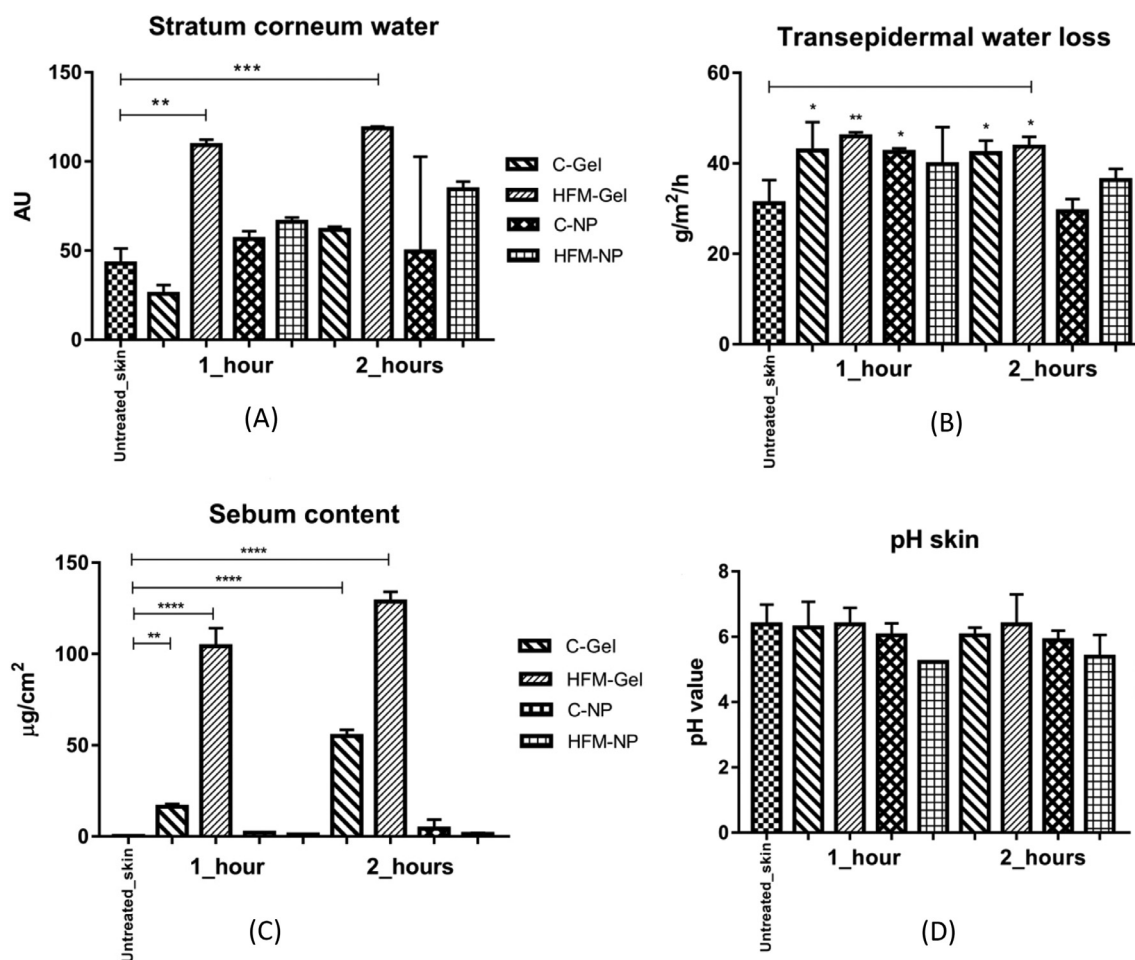 Stratum corneum water
150
100
50
0
AU
**
***
Untreated_skin
1_hour
2_hours
C-Gel
HFM-Gel
C-NP
HFM-NP
(A)
Transepidermal water loss
60
40
20
0
g/m²/h
*
**
*
*
*
Untreated_skin
1_hour
2_hours
(B)
Sebum content
150
100
50
0
µg/cm²
****
****
****
**
Untreated_skin
1_hour
2_hours
C-Gel
HFM-Gel
C-NP
HFM-NP
(C)
pH skin
8
6
4
2
0
pH value
Untreated_skin
1_hour
2_hours
(D)